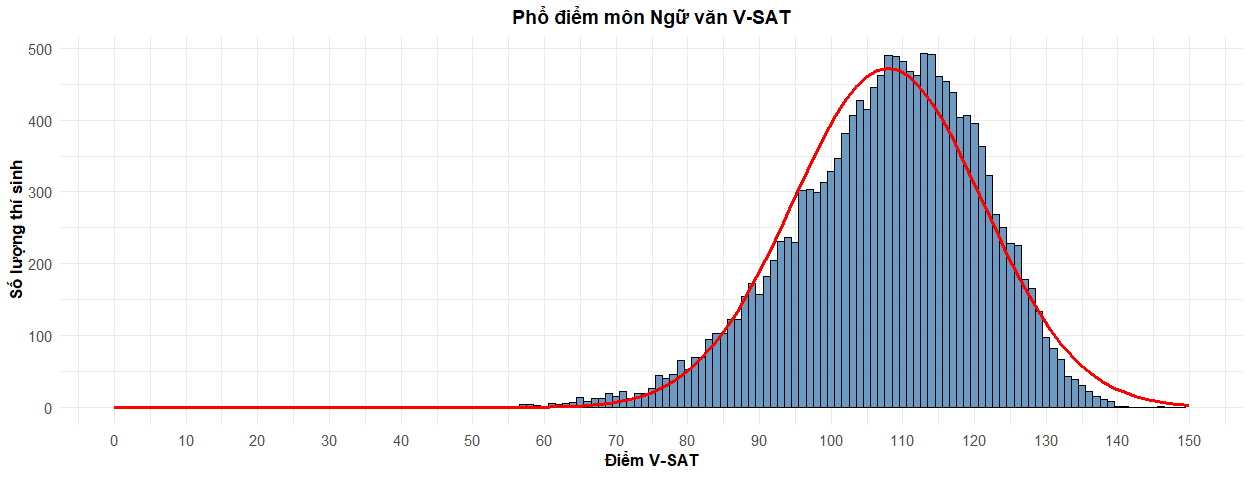 Phổ điểm môn Ngữ văn V-SAT
Số lượng thí sinh
500
400
300
200
100
0
0 10 20 30 40 50 60 70 80 90 100 110 120 130 140 150
Điểm V-SAT